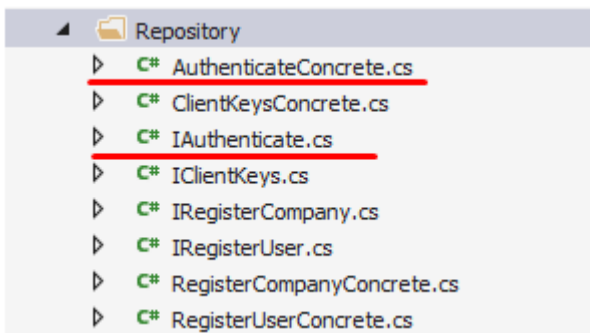 Repository
C# AuthenticateConcrete.cs
C# ClientKeysConcrete.cs
C# IAuthenticate.cs
C# IClientKeys.cs
C# IRegisterCompany.cs
C# IRegisterUser.cs
C# RegisterCompanyConcrete.cs
C# RegisterUserConcrete.cs